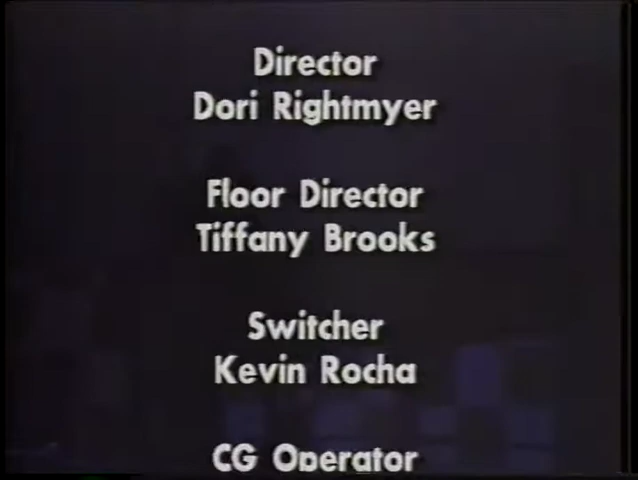 Director
Dori Rightmyer
Floor Director
Tiffany Brooks
Switcher
Kevin Rocha
CG Operator